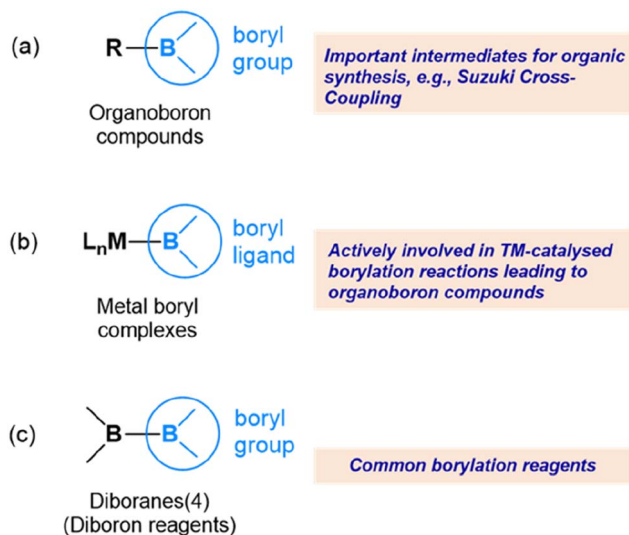 (a)
R—B
boryl
group
Organoboron
compounds
Important intermediates for organic
synthesis, e.g., Suzuki Cross-
Coupling
(b)
LnM—B
boryl
ligand
Metal boryl
complexes
Actively involved in TM-catalysed
borylation reactions leading to
organoboron compounds
(c)
B—B
boryl
group
Diboranes(4)
(Diboron reagents)
Common borylation reagents